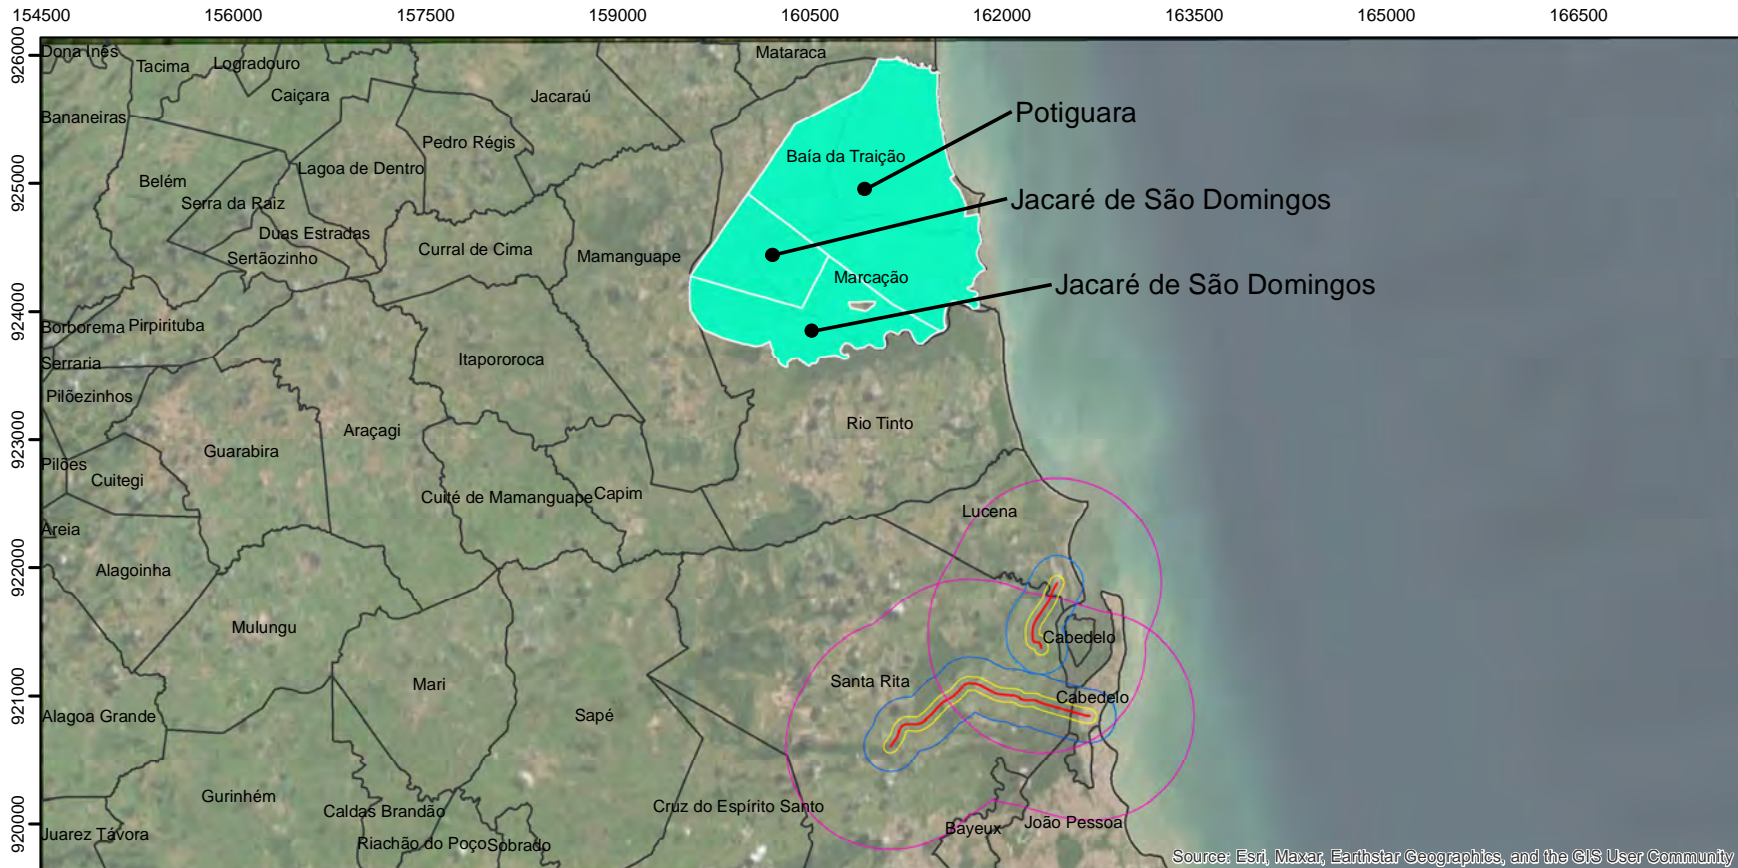 154500 156000 157500 159000 160500 162000 163500 165000 166500
926000
925000
924000
923000
922000
921000
920000
Dona Inês
Tacima
Logradouro
Mataraca
Caiçara
Jacaraú
Bananeiras
Potiguara
Pedro Régis
Baía da Traição
Lagoa de Dentro
Belém
Serra da Raiz
Jacaré de São Domingos
Duas Estradas
Sertãozinho
Curral de Cima
Mamanguape
Marcação
Jacaré de São Domingos
Borborema
Pirpirituba
Serraria
Itapororoca
Pilõezinhos
Araçagi
Rio Tinto
Guarabira
Pilões
Cuitegi
Cuité de Mamanguape
Capim
Lucena
Areia
Alagoinha
Mulungu
Cabedelo
Mari
Santa Rita
Cabedelo
Alagoa Grande
Sapé
Gurinhém
Caldas Brandão
Cruz do Espírito Santo
Juarez Távora
Riachão do Poço
Sobrado
Bayeux
João Pessoa
Source: Esri, Maxar, Earthstar Geographics, and the GIS User Community